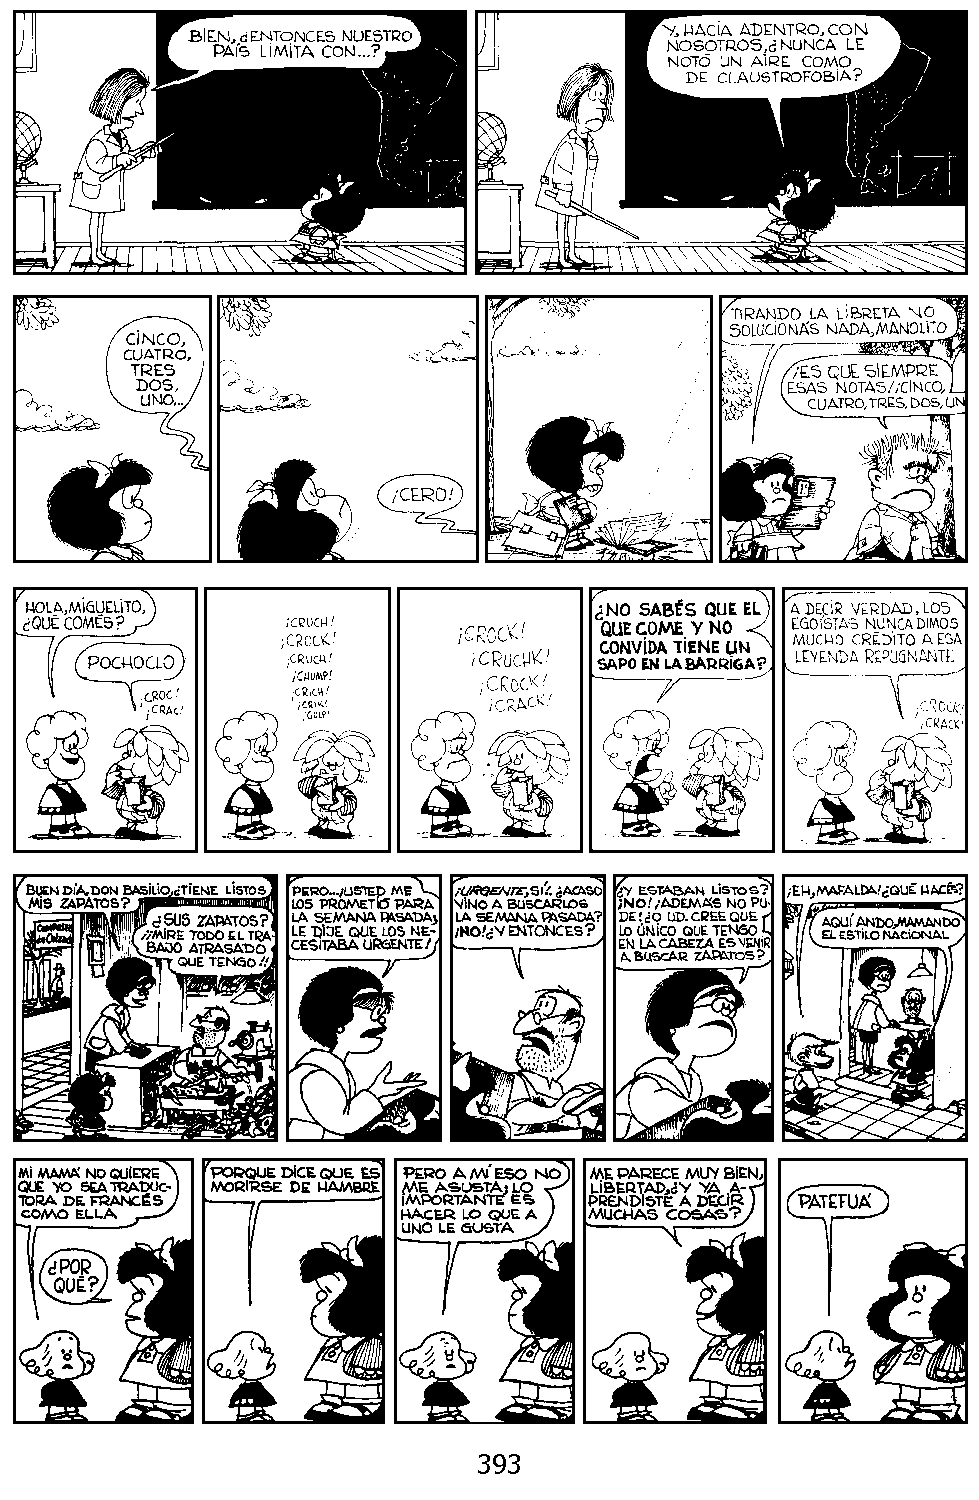 BIEN, ¿ENTONCES NUESTRO
PAÍS LIMITA CON...?
Y, HACIA ADENTRO, CON
NOSOTROS, ¿NUNCA LE
NOTÓ UN AIRE COMO
DE CLAUSTROFOBIA?
CINCO,
CUATRO,
TRES
DOS,
UNO...
¡CERO!
TIRANDO LA LIBRETA NO
SOLUCIONÁS NADA, MANOLITO
¡ES QUE SIEMPRE
ESAS NOTAS!¡CINCO,
CUATRO, TRES, DOS, UN
HOLA, MIGUELITO,
¿QUÉ COMÉS?
POCHOCLO
¡CROC!
¡CRAC!
¡CRUCH!
¡CROCK!
¡CRUCH!
¡CHUMP!
¡CRICH!
¡CRIK!
¡GULP!
¡CROCK!
¡CRUCHK!
¡CROCK!
¡CRACK!
¿NO SABÉS QUE EL
QUE COME Y NO
CONVIDA TIENE UN
SAPO EN LA BARRIGA?
A DECIR VERDAD, LOS
EGOÍSTAS NUNCA DIMOS
MUCHO CRÉDITO A ESA
LEYENDA REPUGNANTE
¡CROCK!
¡CRACK!
BUEN DÍA, DON BASILIO, ¿TIENE LISTOS
MIS ZAPATOS?
¿SUS ZAPATOS?
¡¡MIRE TODO EL TRA-
BAJO ATRASADO
QUE TENGO!!
PERO... ¡USTED ME
LOS PROMETIÓ PARA
LA SEMANA PASADA;
LE DIJE QUE LOS NE-
CESITABA URGENTE!
¡URGENTE, SÍ!, ¿ACASO
VINO A BUSCARLOS
LA SEMANA PASADA?
¡NO! ¿Y ENTONCES?
¿Y ESTABAN LISTOS?
¡NO! ¡ADEMÁS NO PU-
DE! ¿O UD. CREE QUE
LO ÚNICO QUE TENGO
EN LA CABEZA ES VENIR
A BUSCAR ZAPATOS?
¡EH, MAFALDA! ¿QUÉ HACÉS?
AQUÍ ANDO, MAMANDO
EL ESTILO NACIONAL
MI MAMÁ NO QUIERE
QUE YO SEA TRADUC-
TORA DE FRANCÉS
COMO ELLA
¿POR
QUÉ?
PORQUE DICE QUE ES
MORIRSE DE HAMBRE
PERO A MÍ ESO NO
ME ASUSTA; LO
IMPORTANTE ES
HACER LO QUE A
UNO LE GUSTA
ME PARECE MUY BIEN,
LIBERTAD, ¿Y YA A-
PRENDISTE A DECIR
MUCHAS COSAS?
PATEFUÁ
393